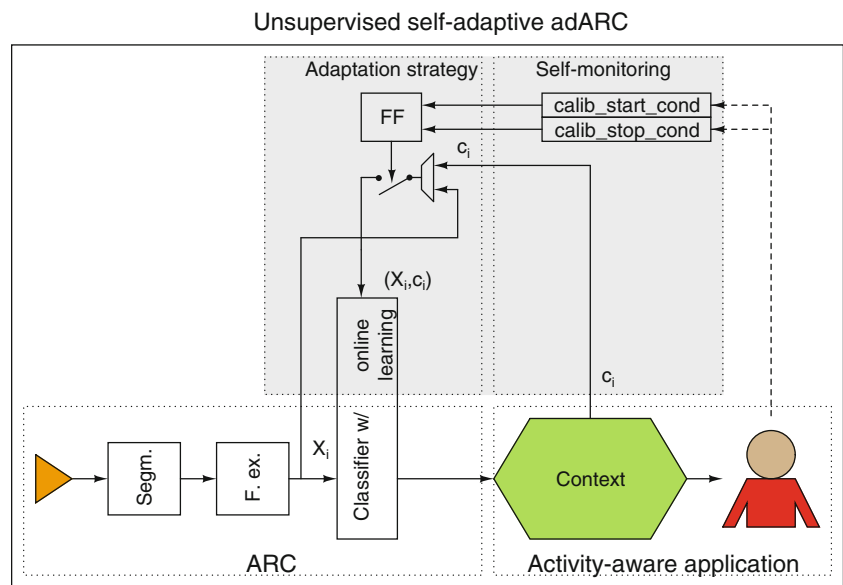 Unsupervised self-adaptive adARC
Adaptation strategy
Self-monitoring
FF
calib_start_cond
calib_stop_cond
c_i
(X_i,c_i)
online
learning
c_i
Segm.
F. ex.
X_i
Classifier w/
Context
ARC
Activity-aware application